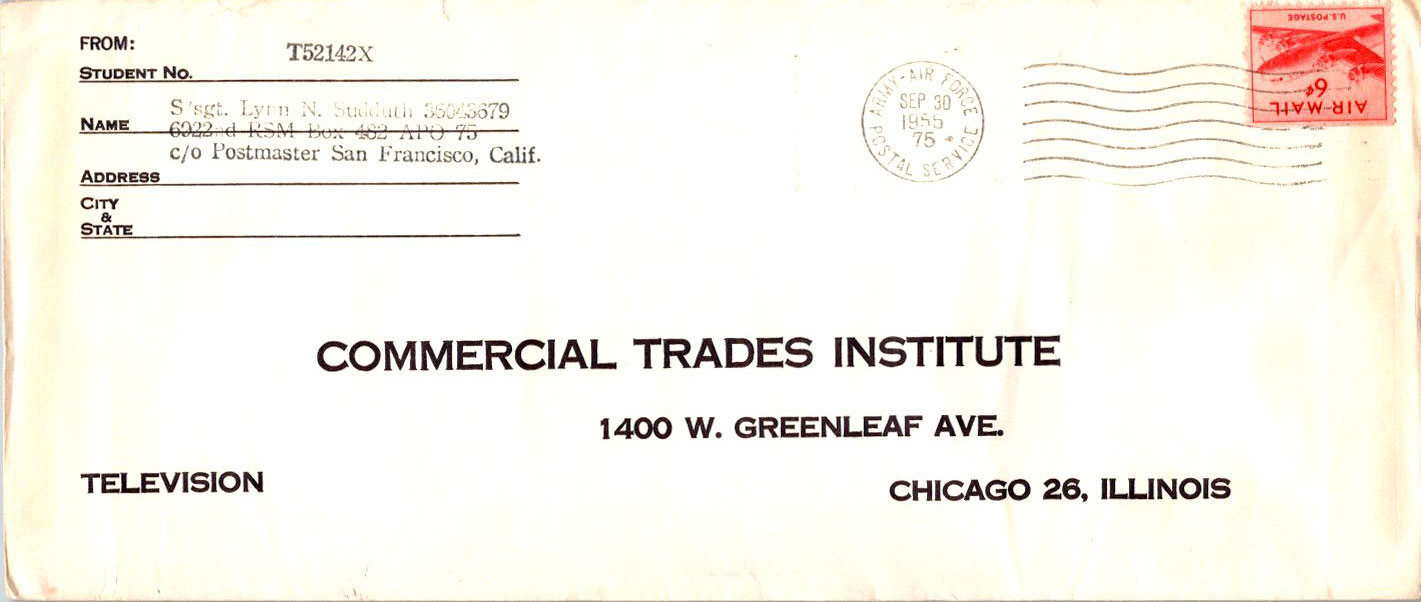 FROM:
T52142X
STUDENT NO.
S/sgt. Lynn N. Sudduth 36043679
NAME
6922nd RSM Box 462 APO 75
c/o Postmaster San Francisco, Calif.
ADDRESS
CITY
&
STATE
ARMY-AIR FORCE
SEP 30
1955
75
POSTAL SERVICE
U.S. POSTAGE
6¢
AIR MAIL
COMMERCIAL TRADES INSTITUTE
1400 W. GREENLEAF AVE.
TELEVISION
CHICAGO 26, ILLINOIS